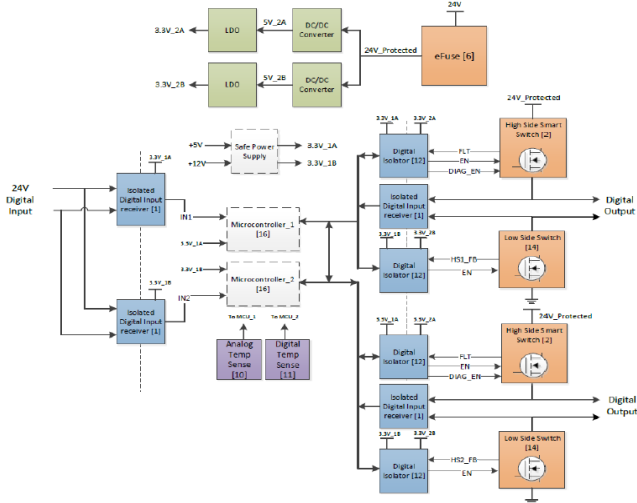 24V
3.3V_2A
LDO
5V_2A
DC/DC
Converter
24V_Protected
eFuse [6]
3.3V_2B
LDO
5V_2B
DC/DC
Converter
24V_Protected
High Side Smart
Switch [2]
3.3V_1A
3.3V_2A
Digital
Isolator
[12]
FLT
EN
DIAG_EN
+5V
+12V
Safe Power
Supply
3.3V_1A
3.3V_1B
24V
Digital
Input
3.3V_1A
Isolated
Digital Input
receiver [1]
IN1
Microcontroller_1
[16]
3.3V_1A
Isolated
Digital Input
receiver [1]
Digital
Output
3.3V_1B
3.3V_2B
Digital
Isolator
[12]
HS1_FB
EN
Low Side Switch
[14]
3.3V_1B
Microcontroller_2
[16]
3.3V_1B
Isolated
Digital Input
receiver [1]
IN2
To MCU_1
To MCU_2
Analog
Temp
Sense
[10]
Digital
Temp
Sense
[11]
24V_Protected
High Side Smart
Switch [2]
Digital
Isolator
[12]
FLT
EN
DIAG_EN
Isolated
Digital Input
receiver [1]
Digital
Output
3.3V_1B
3.3V_2B
Digital
Isolator
[12]
HS2_FB
EN
Low Side Switch
[14]